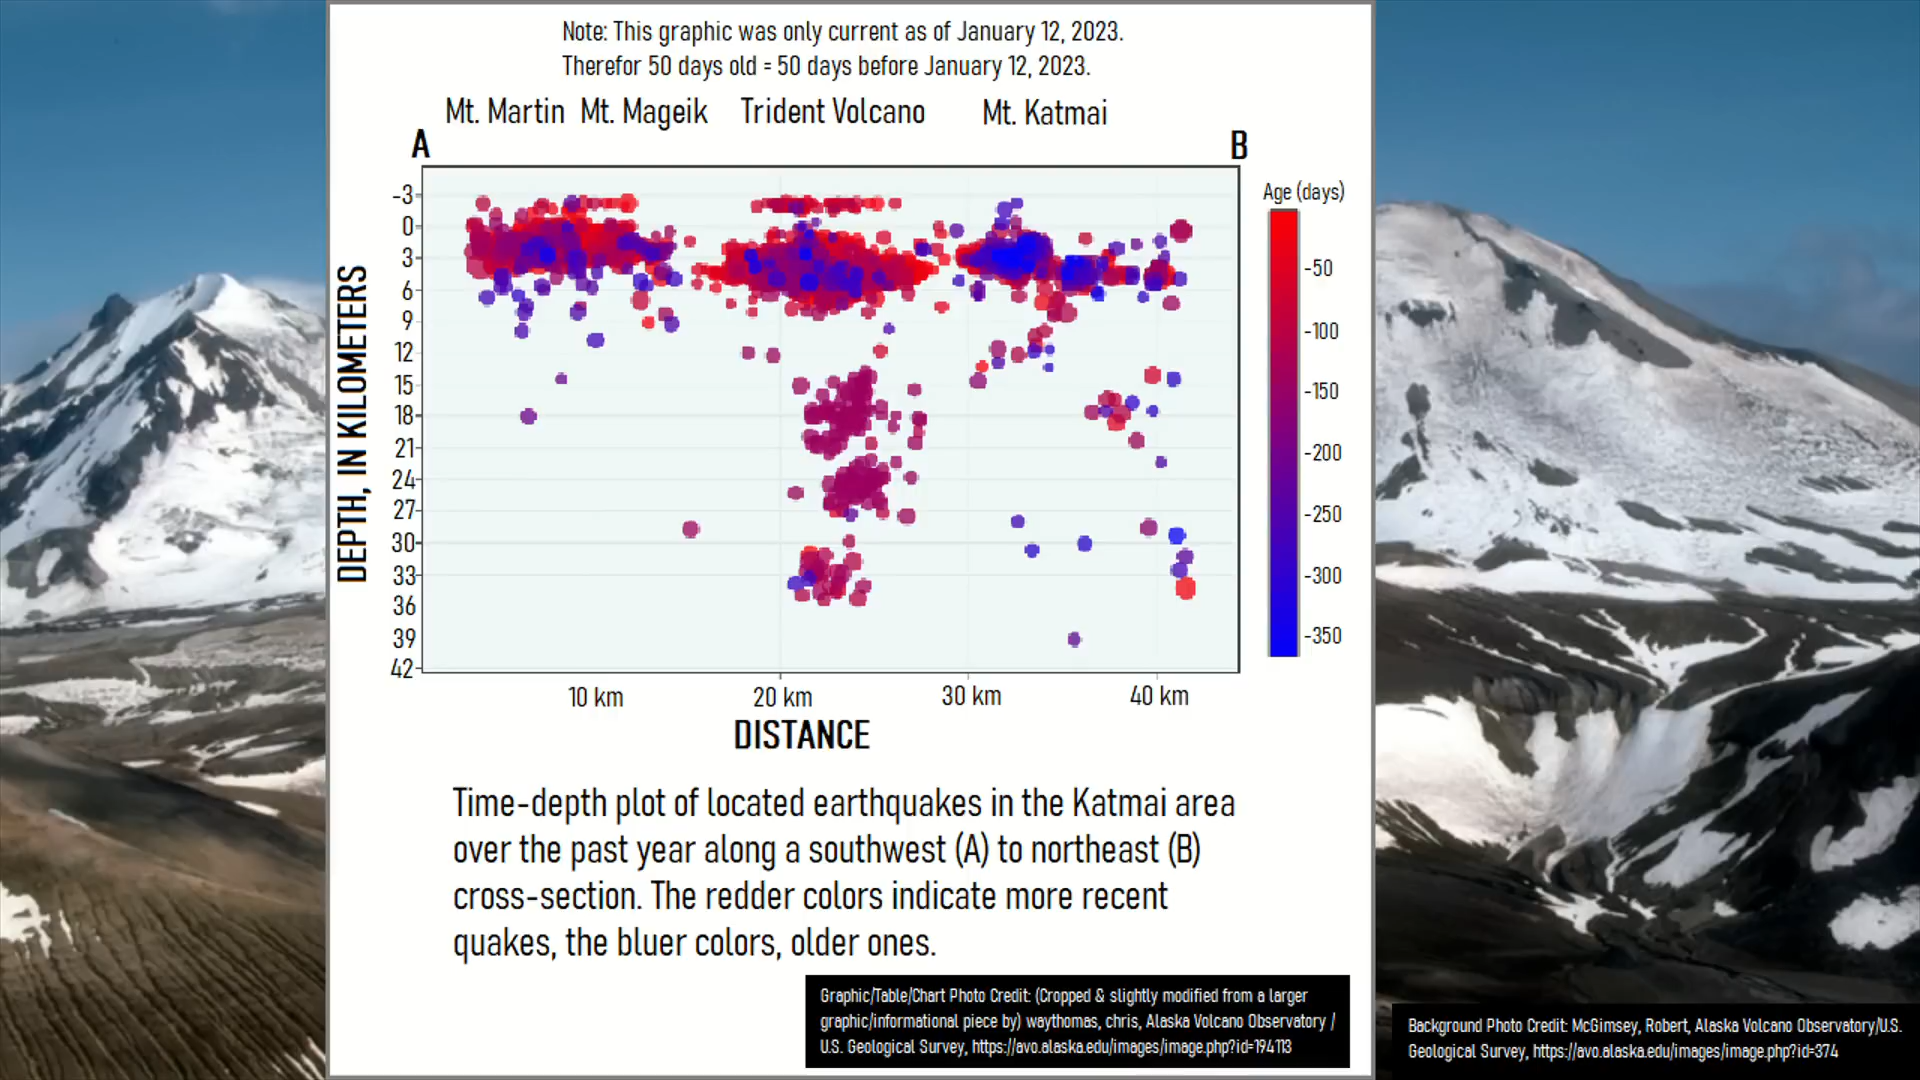 Note: This graphic was only current as of January 12, 2023.
Therefor 50 days old = 50 days before January 12, 2023.
Mt. Martin Mt. Mageik Trident Volcano Mt. Katmai
A B
Age (days)
-3
0
3
6
9
12
15
18
21
24
27
30
33
36
39
42
DEPTH, IN KILOMETERS
-50
-100
-150
-200
-250
-300
-350
10 km 20 km 30 km 40 km
DISTANCE
Time-depth plot of located earthquakes in the Katmai area
over the past year along a southwest (A) to northeast (B)
cross-section. The redder colors indicate more recent
quakes, the bluer colors, older ones.
Graphic/Table/Chart Photo Credit: (Cropped & slightly modified from a larger
graphic/informational piece by) waythomas, chris, Alaska Volcano Observatory /
U.S. Geological Survey, https://avo.alaska.edu/images/image.php?id=194113
Background Photo Credit: McGimsey, Robert, Alaska Volcano Observatory/U.S.
Geological Survey, https://avo.alaska.edu/images/image.php?id=374